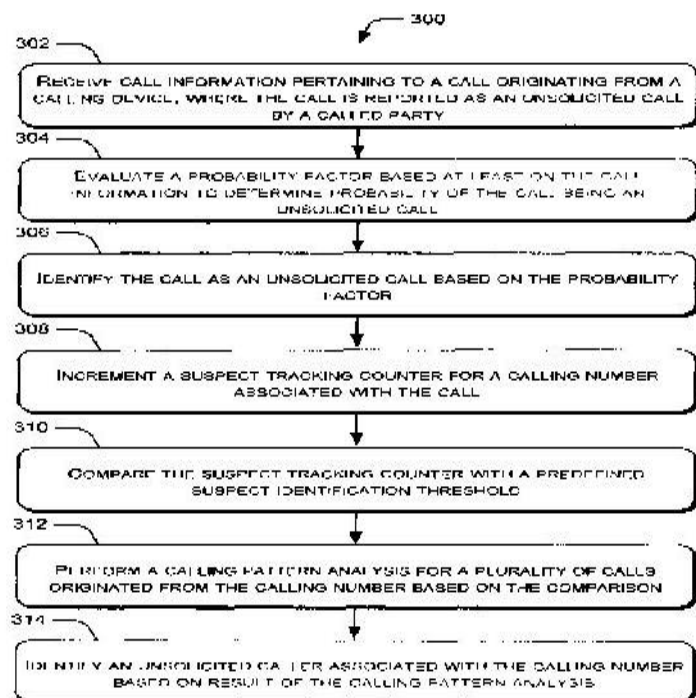 300
302
RECEIVE CALL INFORMATION PERTAINING TO A CALL ORIGINATING FROM A
CALLING DEVICE, WHERE THE CALL IS REPORTED AS AN UNSOLICITED CALL
BY A CALLED PARTY
304
EVALUATE A PROBABILITY FACTOR BASED AT LEAST ON THE CALL
INFORMATION TO DETERMINE PROBABILITY OF THE CALL BEING AN
UNSOLICITED CALL
306
IDENTIFY THE CALL AS AN UNSOLICITED CALL BASED ON THE PROBABILITY
FACTOR
308
INCREMENT A SUSPECT TRACKING COUNTER FOR A CALLING NUMBER
ASSOCIATED WITH THE CALL
310
COMPARE THE SUSPECT TRACKING COUNTER WITH A PREDEFINED
SUSPECT IDENTIFICATION THRESHOLD
312
PERFORM A CALLING PATTERN ANALYSIS FOR A PLURALITY OF CALLS
ORIGINATED FROM THE CALLING NUMBER BASED ON THE COMPARISON
314
IDENTIFY AN UNSOLICITED CALLER ASSOCIATED WITH THE CALLING NUMBER
BASED ON RESULT OF THE CALLING PATTERN ANALYSIS